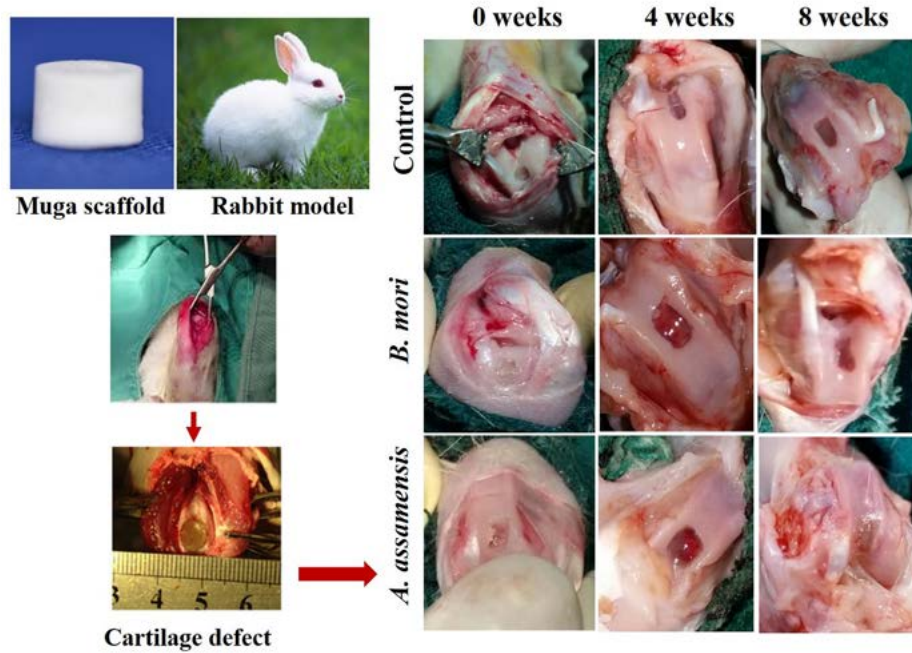 0 weeks 4 weeks 8 weeks
Control
Muga scaffold Rabbit model
B. mori
A. assamensis
3 4 5 6
Cartilage defect